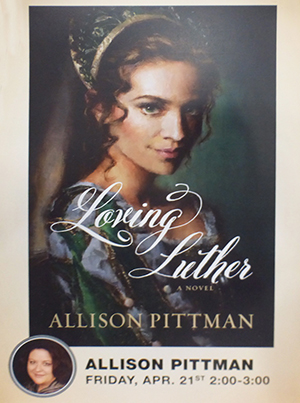 Loving
Luther
A NOVEL
ALLISON PITTMAN
ALLISON PITTMAN
FRIDAY, APR. 21ST 2:00-3:00